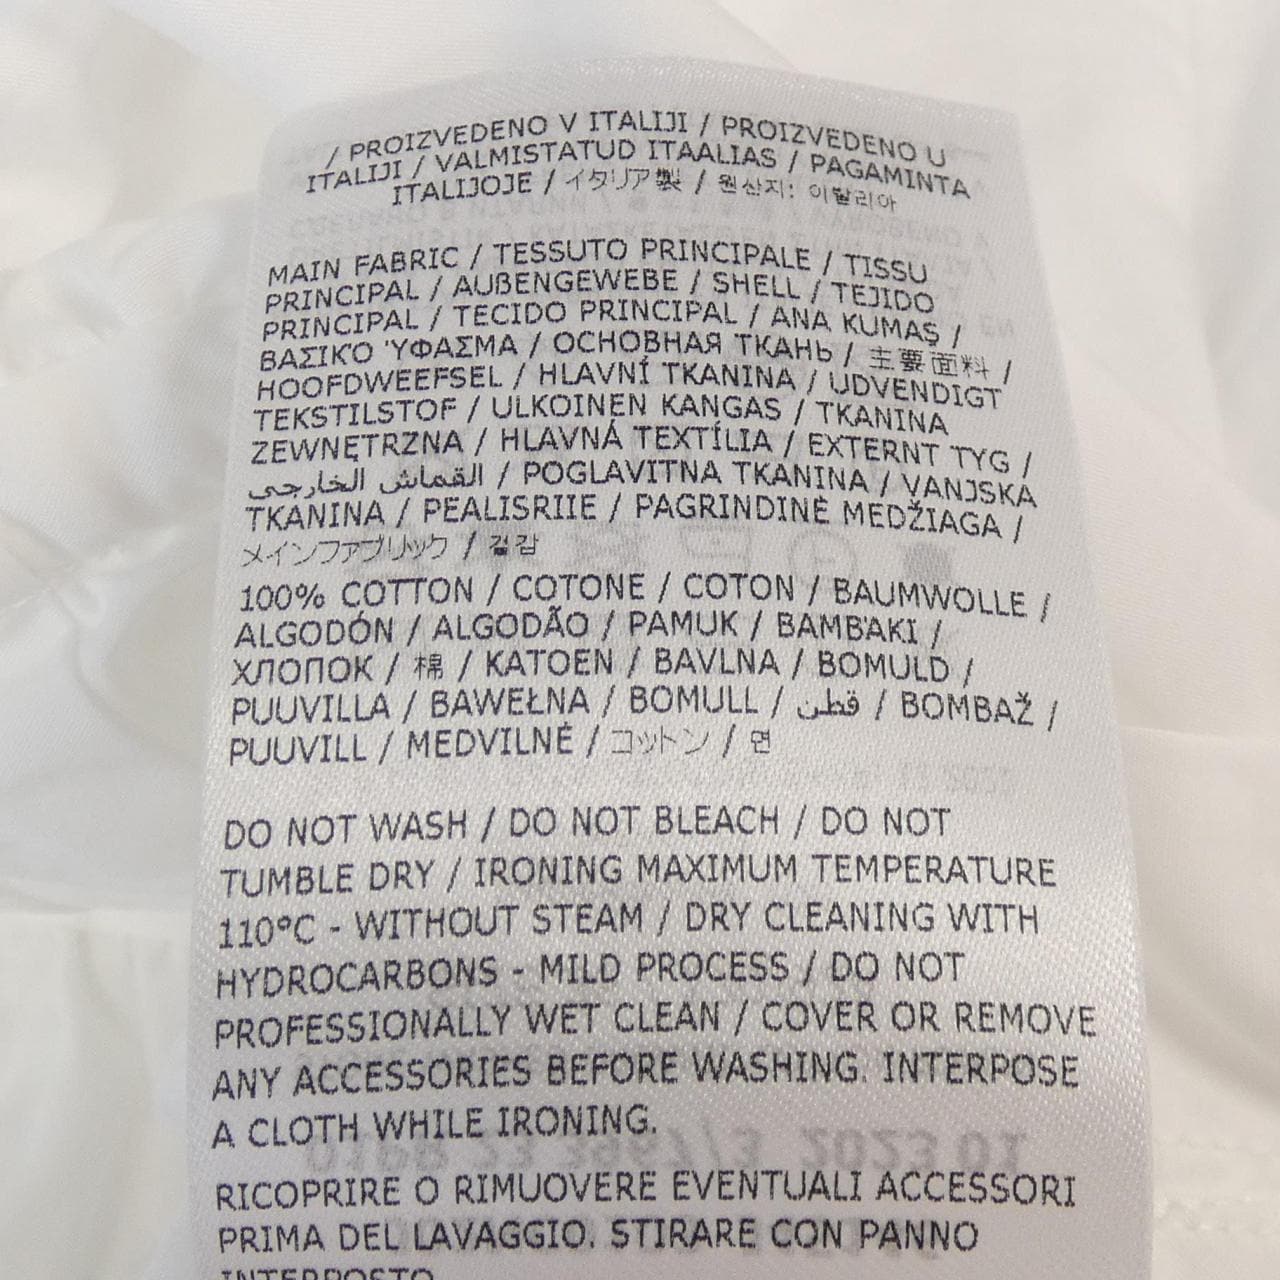 / PROIZVEDENO V ITALIJI / PROIZVEDENO U
ITALIJI / VALMISTATUD ITAALIAS / PAGAMINTA
ITALIJOJE / イタリア製 / 원산지: 이탈리아
MAIN FABRIC / TESSUTO PRINCIPALE / TISSU
PRINCIPAL / AUßENGEWEBE / SHELL / TEJIDO
PRINCIPAL / TECIDO PRINCIPAL / ANA KUMAŞ /
ΒΑΣΙΚΌ ΎΦΑΣΜΑ / ОСНОВНАЯ ТКАНЬ / 主要面料 /
HOOFDWEEFSEL / HLAVNÍ TKANINA / UDVENDIGT
TEKSTILSTOF / ULKOINEN KANGAS / TKANINA
ZEWNĘTRZNA / HLAVNÁ TEXTÍLIA / EXTERNT TYG /
القماش الخارجي / POGLAVITNA TKANINA / VANJSKA
TKANINA / PEALISRIIE / PAGRINDINĖ MEDŽIAGA /
メインファブリック / 겉감
100% COTTON / COTONE / COTON / BAUMWOLLE /
ALGODÓN / ALGODÃO / PAMUK / ΒΑΜΒΆΚΙ /
ХЛОПОК / 棉 / KATOEN / BAVLNA / BOMULD /
PUUVILLA / BAWEŁNA / BOMULL / قطن / BOMBAŽ /
PUUVILL / MEDVILNĖ / コットン / 면
DO NOT WASH / DO NOT BLEACH / DO NOT
TUMBLE DRY / IRONING MAXIMUM TEMPERATURE
110°C - WITHOUT STEAM / DRY CLEANING WITH
HYDROCARBONS - MILD PROCESS / DO NOT
PROFESSIONALLY WET CLEAN / COVER OR REMOVE
ANY ACCESSORIES BEFORE WASHING. INTERPOSE
A CLOTH WHILE IRONING.
RICOPRIRE O RIMUOVERE EVENTUALI ACCESSORI
PRIMA DEL LAVAGGIO. STIRARE CON PANNO
INTERPOSTO